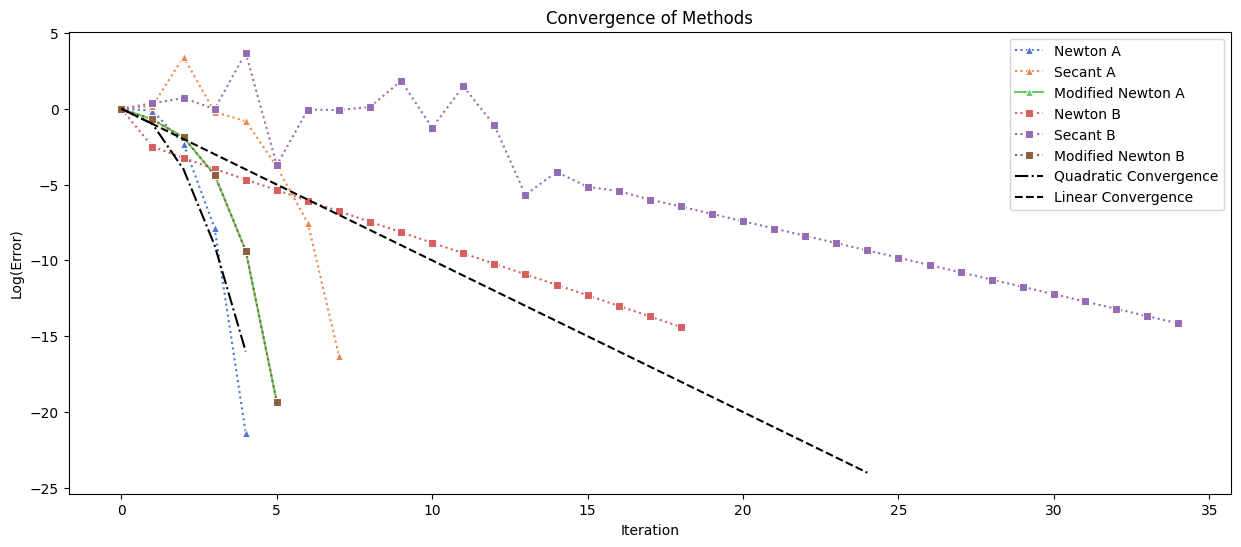 Convergence of Methods
Log(Error)
5
0
−5
−10
−15
−20
−25
Newton A
Secant A
Modified Newton A
Newton B
Secant B
Modified Newton B
Quadratic Convergence
Linear Convergence
0 5 10 15 20 25 30 35
Iteration